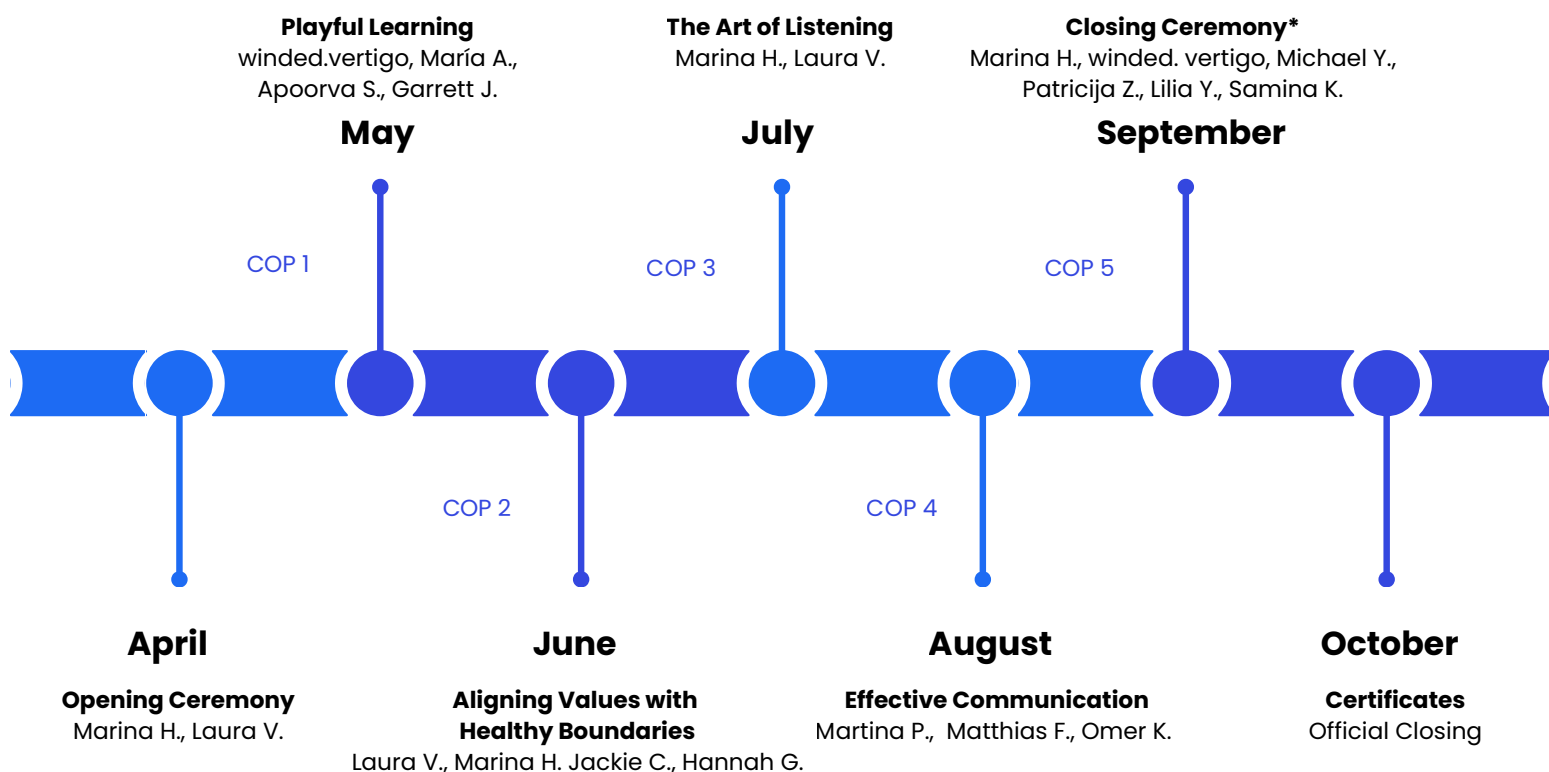 Playful Learning
winded.vertigo, María A.,
Apoorva S., Garrett J.
May
The Art of Listening
Marina H., Laura V.
July
Closing Ceremony*
Marina H., winded. vertigo, Michael Y.,
Patricija Z., Lilia Y., Samina K.
September
COP 1
COP 3
COP 5
COP 2
COP 4
April
Opening Ceremony
Marina H., Laura V.
June
Aligning Values with
Healthy Boundaries
Laura V., Marina H. Jackie C., Hannah G.
August
Effective Communication
Martina P., Matthias F., Omer K.
October
Certificates
Official Closing